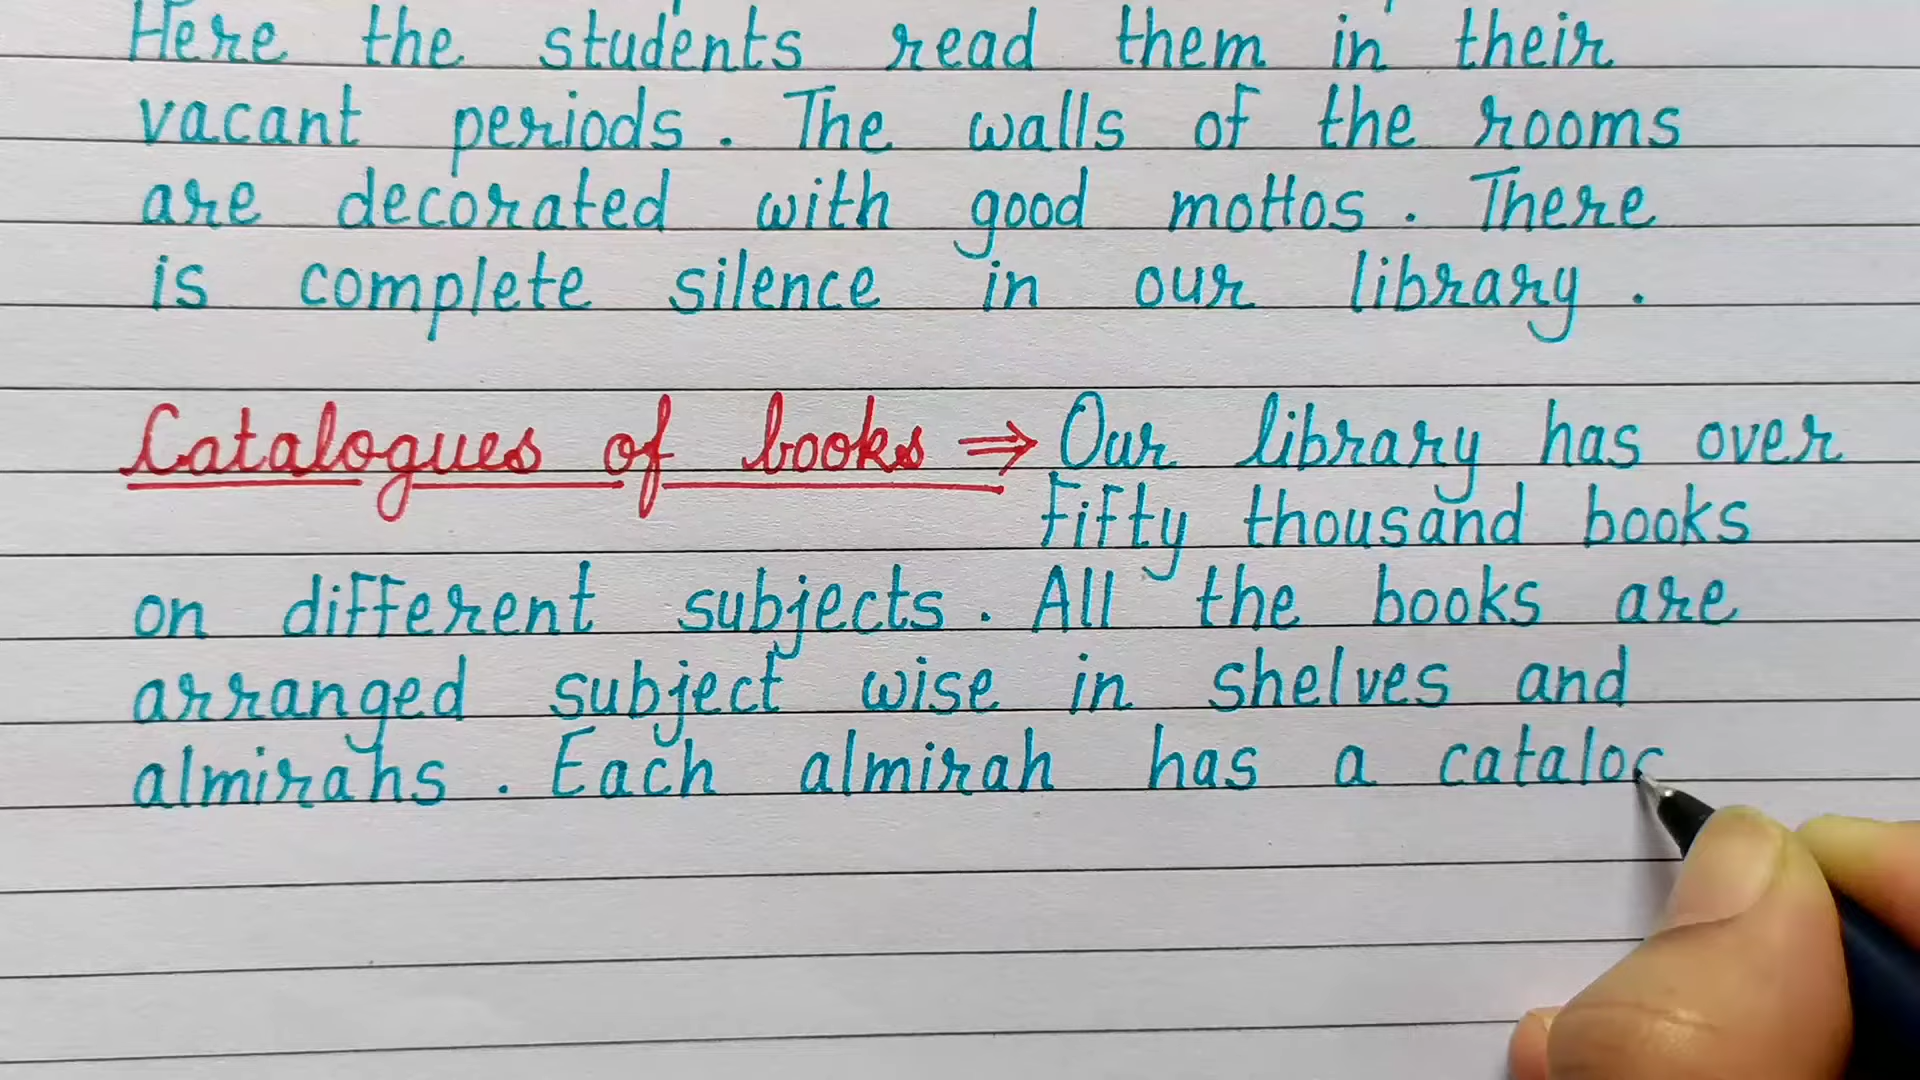 Here the students read them in their
vacant periods. The walls of the rooms
are decorated with good mottos. There
is complete silence in our library.
Catalogues of books ⇒ Our library has over
fifty thousand books
on different subjects. All the books are
arranged subject wise in shelves and
almirahs. Each almirah has a